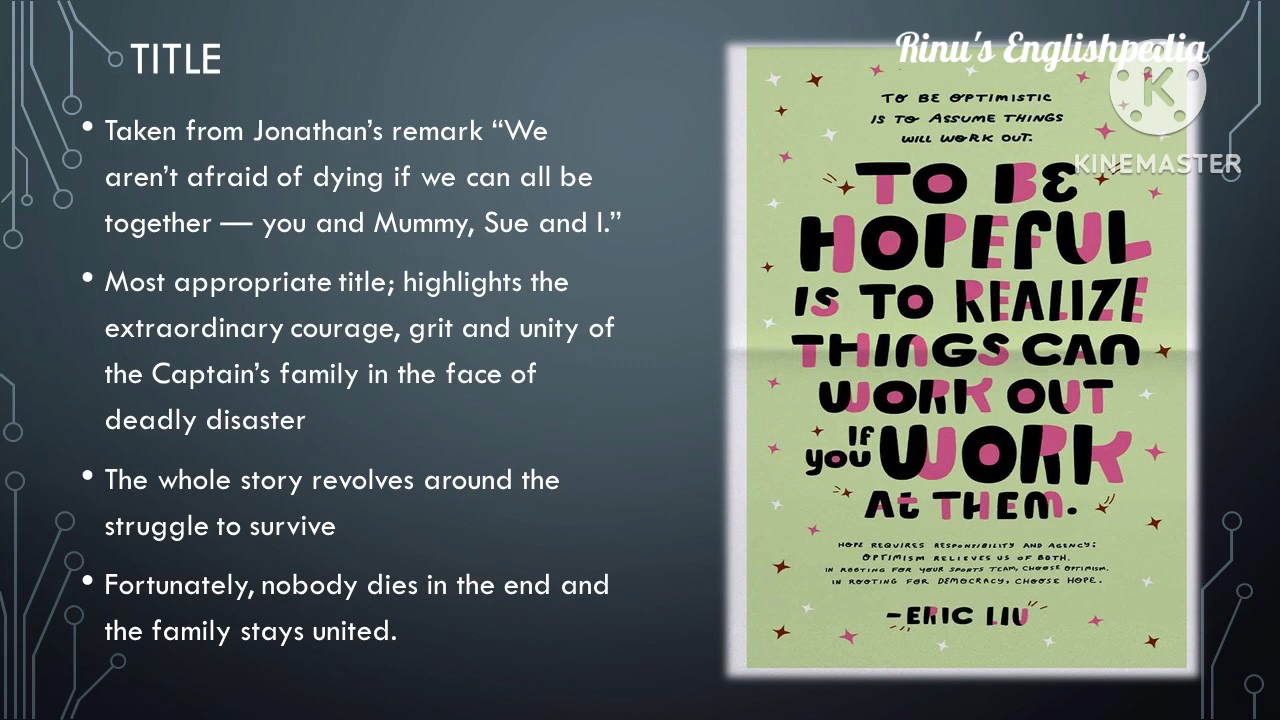 TITLE
• Taken from Jonathan’s remark “We
aren’t afraid of dying if we can all be
together — you and Mummy, Sue and I.”
• Most appropriate title; highlights the
extraordinary courage, grit and unity of
the Captain’s family in the face of
deadly disaster
• The whole story revolves around the
struggle to survive
• Fortunately, nobody dies in the end and
the family stays united.
Rinu's Englishpedia
K
KINEMASTER
TO BE OPTIMISTIC
IS TO ASSUME THINGS
WILL WORK OUT.
TO BE
HOPEFUL
IS TO REALIZE
THINGS CAN
WORK OUT
IF you WORK
At THEM.
HOPE REQUIRES RESPONSIBILITY AND AGENCY;
OPTIMISM RELIEVES US OF BOTH.
IN ROOTING FOR YOUR SPORTS TEAM, CHOOSE OPTIMISM.
IN ROOTING FOR DEMOCRACY, CHOOSE HOPE.
–ERIC LIU